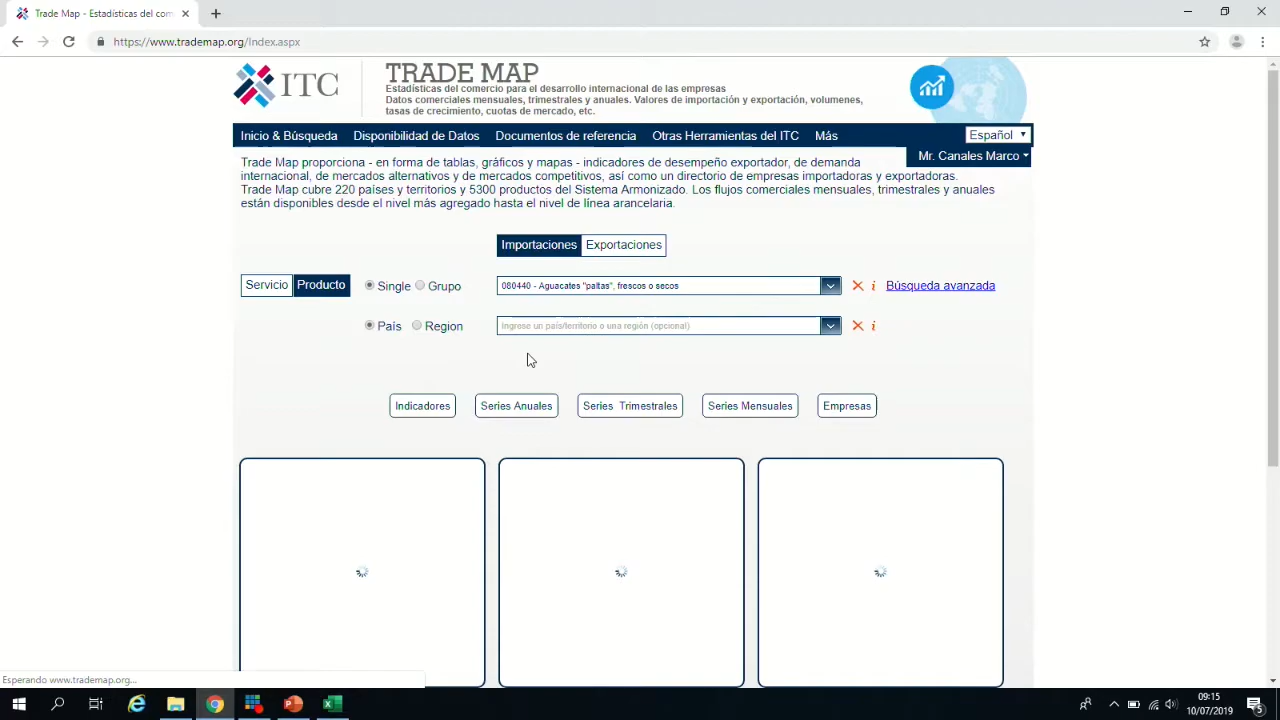 Trade Map - Estadísticas del com
https://www.trademap.org/Index.aspx
ITC
TRADE MAP
Estadísticas del comercio para el desarrollo internacional de las empresas
Datos comerciales mensuales, trimestrales y anuales. Valores de importación y exportación, volumenes,
tasas de crecimiento, cuotas de mercado, etc.
Inicio & Búsqueda Disponibilidad de Datos Documentos de referencia Otras Herramientas del ITC Más Español
Mr. Canales Marco
Trade Map proporciona - en forma de tablas, gráficos y mapas - indicadores de desempeño exportador, de demanda
internacional, de mercados alternativos y de mercados competitivos, así como un directorio de empresas importadoras y exportadoras.
Trade Map cubre 220 países y territorios y 5300 productos del Sistema Armonizado. Los flujos comerciales mensuales, trimestrales y anuales
están disponibles desde el nivel más agregado hasta el nivel de línea arancelaria.
Importaciones Exportaciones
Servicio Producto Single Grupo 080440 - Aguacates "paltas", frescos o secos i Búsqueda avanzada
País Region Ingrese un país/territorio o una región (opcional) i
Indicadores Series Anuales Series Trimestrales Series Mensuales Empresas
Esperando www.trademap.org...
09:15
10/07/2019
5